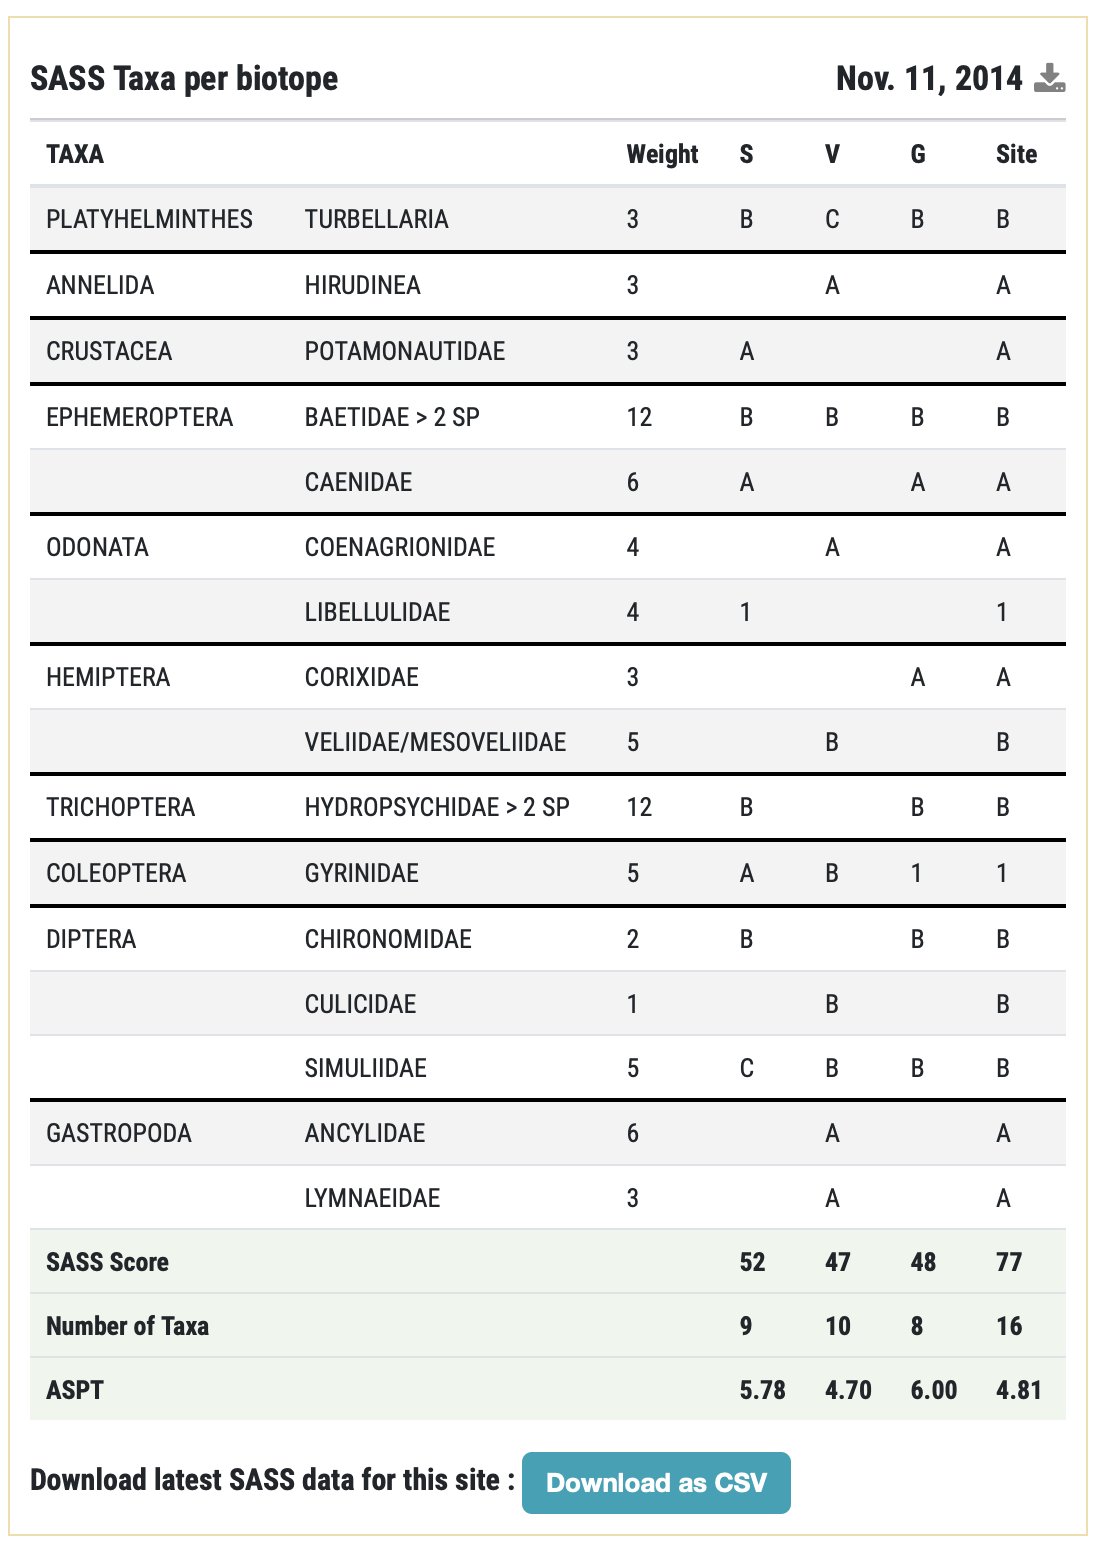 SASS Taxa per biotope Nov. 11, 2014
TAXA Weight S V G Site
PLATYHELMINTHES TURBELLARIA 3 B C B B
ANNELIDA HIRUDINEA 3 A A
CRUSTACEA POTAMONAUTIDAE 3 A A
EPHEMEROPTERA BAETIDAE > 2 SP 12 B B B B
CAENIDAE 6 A A A
ODONATA COENAGRIONIDAE 4 A A
LIBELLULIDAE 4 1 1
HEMIPTERA CORIXIDAE 3 A A
VELIIDAE/MESOVELIIDAE 5 B B
TRICHOPTERA HYDROPSYCHIDAE > 2 SP 12 B B B
COLEOPTERA GYRINIDAE 5 A B 1 1
DIPTERA CHIRONOMIDAE 2 B B B
CULICIDAE 1 B B
SIMULIIDAE 5 C B B B
GASTROPODA ANCYLIDAE 6 A A
LYMNAEIDAE 3 A A
SASS Score 52 47 48 77
Number of Taxa 9 10 8 16
ASPT 5.78 4.70 6.00 4.81
Download latest SASS data for this site : Download as CSV